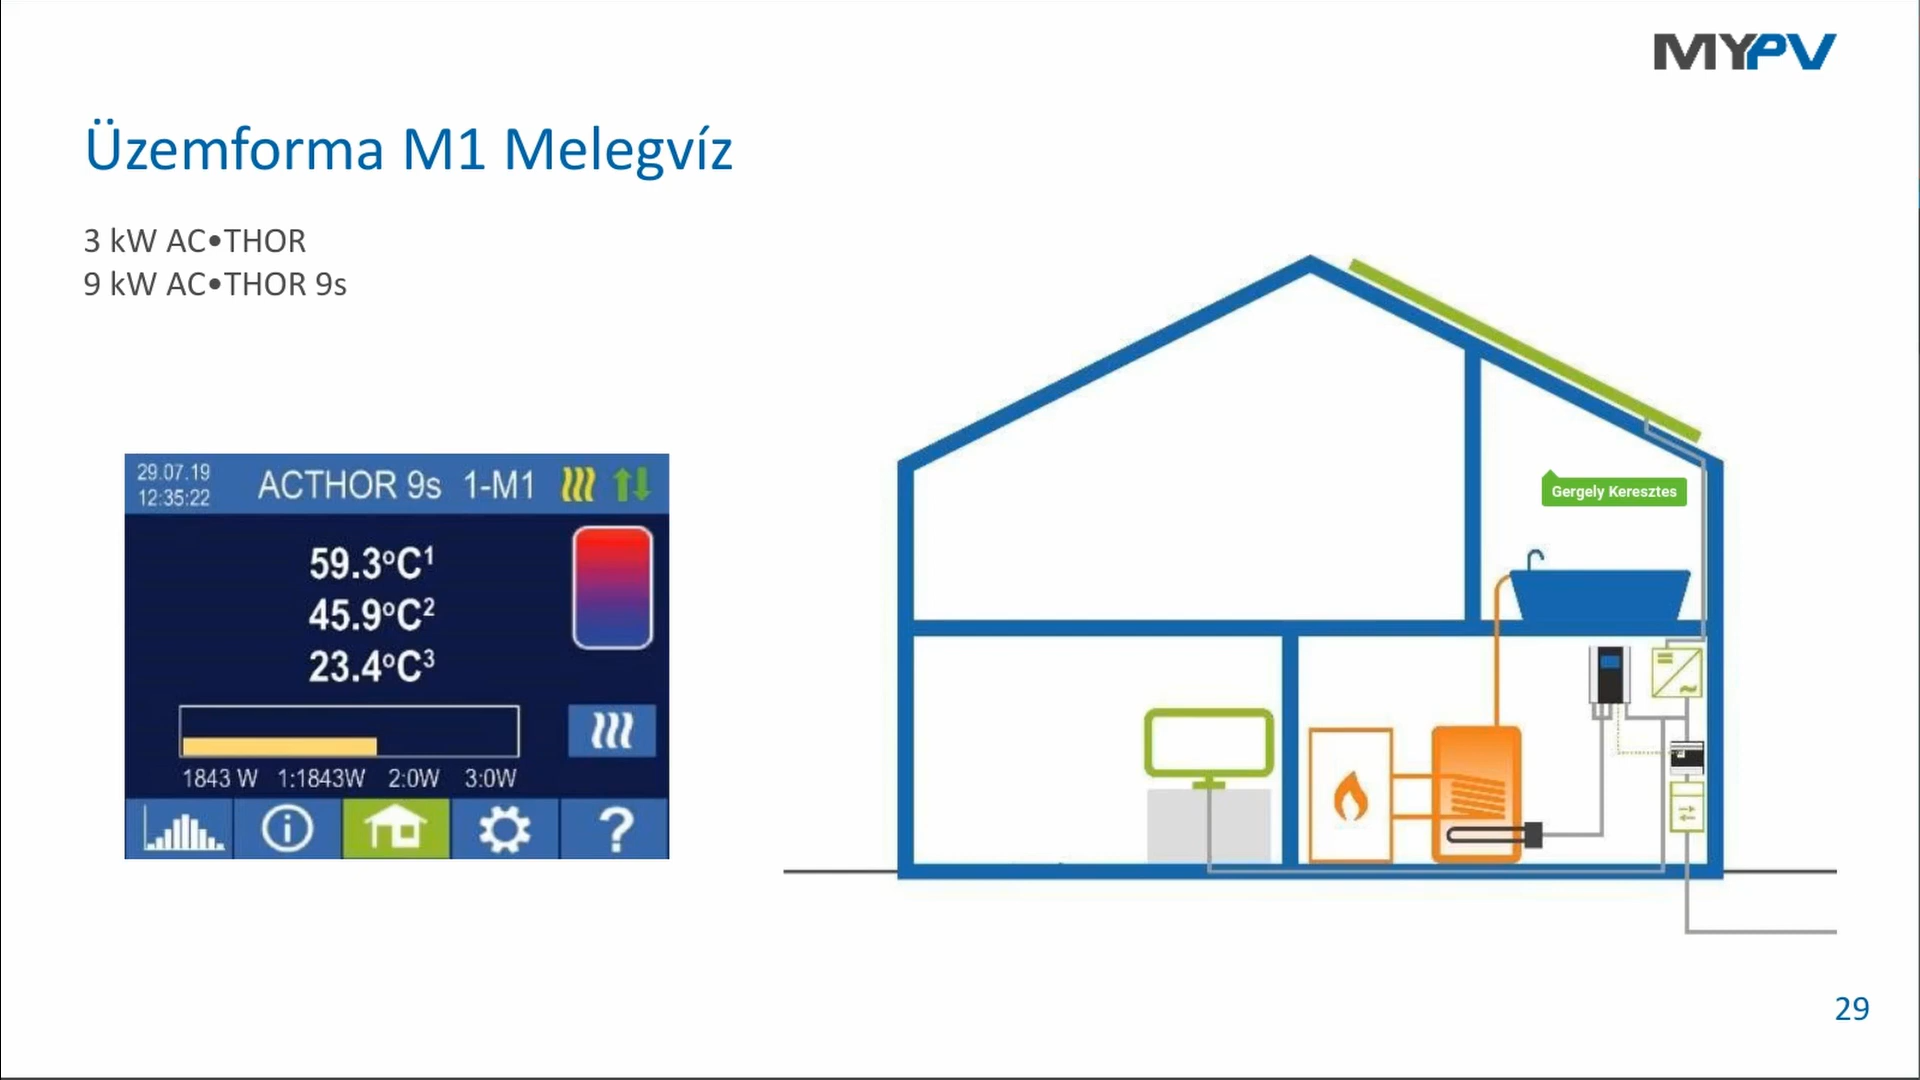 MYPV
Üzemforma M1 Melegvíz
3 kW AC•THOR
9 kW AC•THOR 9s
29.07.19
12:35:22
ACTHOR 9s 1-M1
59.3°C¹
45.9°C²
23.4°C³
1843 W 1:1843W 2:0W 3:0W
?
Gergely Keresztes
29